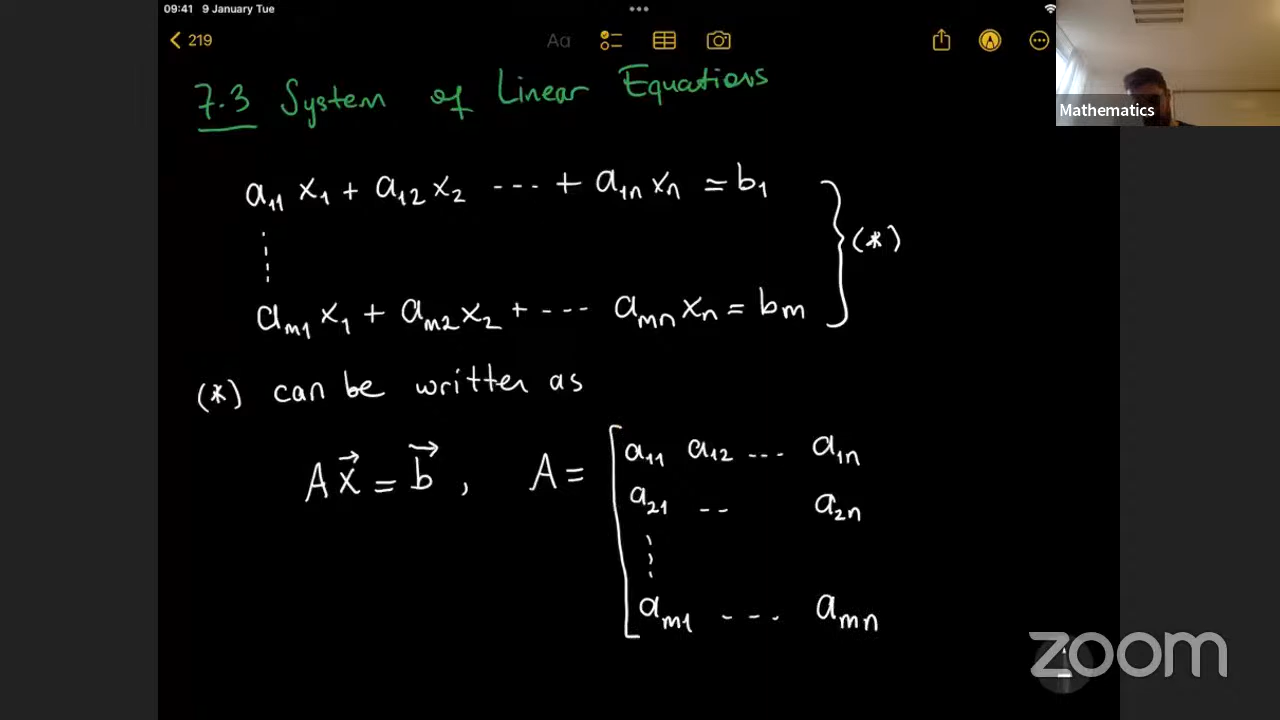 09:41 9 January Tue
219
Aa
Mathematics
7.3 System of Linear Equations
a₁₁ x₁ + a₁₂ x₂ --- + a₁ₙ xₙ = b₁
(*)
aₘ₁ x₁ + aₘ₂ x₂ + --- aₘₙ xₙ = bₘ
(*) can be written as
A x⃗ = b⃗ , A = [ a₁₁ a₁₂ --- a₁ₙ
a₂₁ -- a₂ₙ
aₘ₁ ---- aₘₙ
zoom